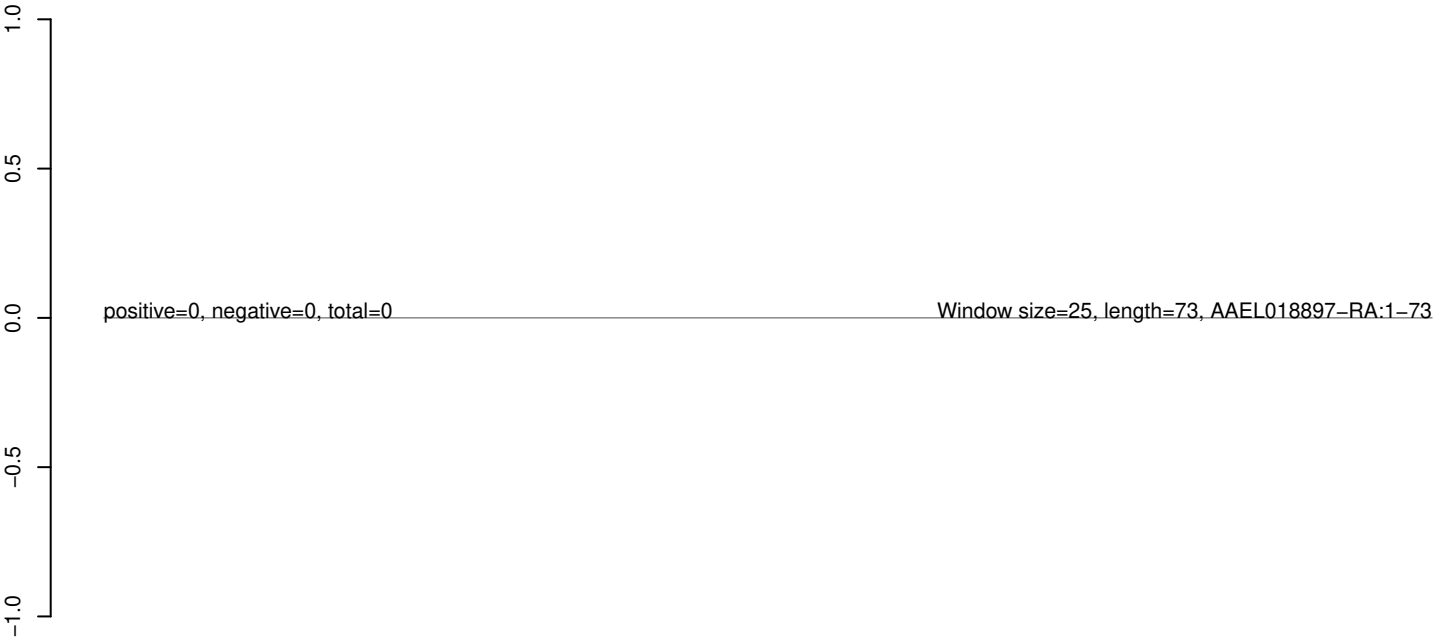 1.0
0.5
0.0
−0.5
−1.0
positive=0, negative=0, total=0
Window size=25, length=73, AAEL018897−RA:1−73